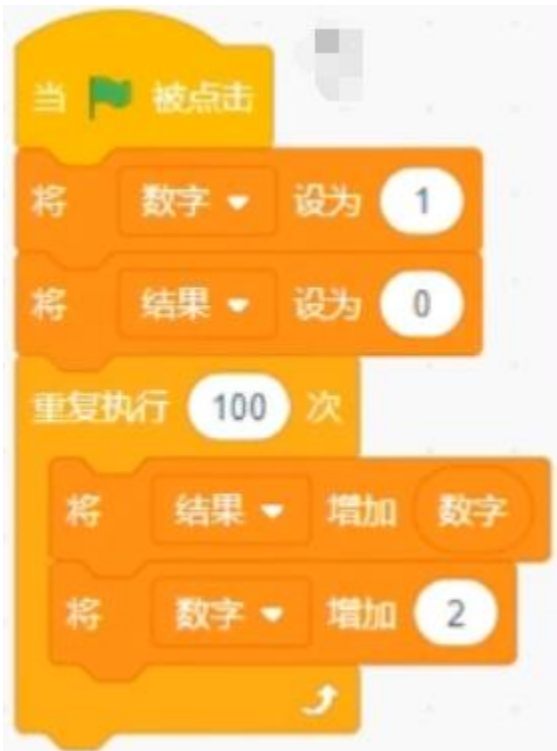 当 被点击
将 数字 设为 1
将 结果 设为 0
重复执行 100 次
将 结果 增加 数字
将 数字 增加 2